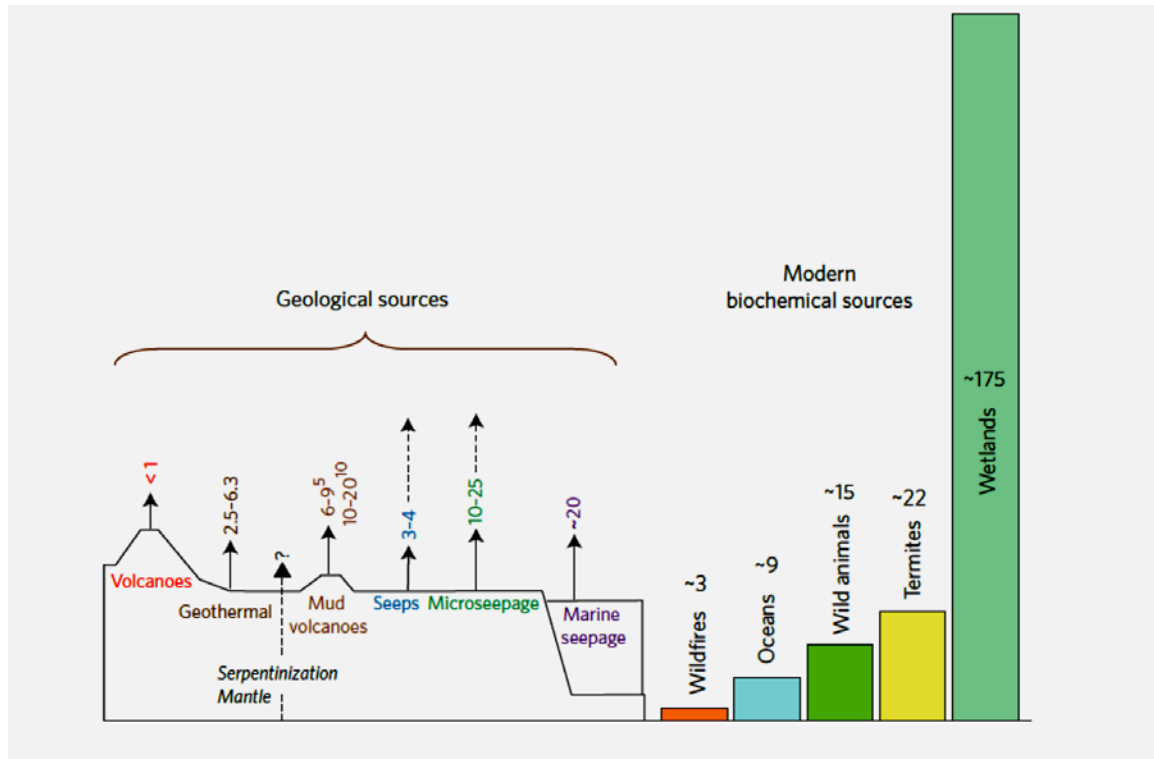 Geological sources
Modern
biochemical sources
< 1
2.5–6.3
?
6–9⁵
10–20¹⁰
3–4
10–25
~20
Volcanoes
Geothermal
Mud
volcanoes
Seeps
Microseepage
Marine
seepage
Serpentinization
Mantle
~3
Wildfires
~9
Oceans
~15
Wild animals
~22
Termites
~175
Wetlands